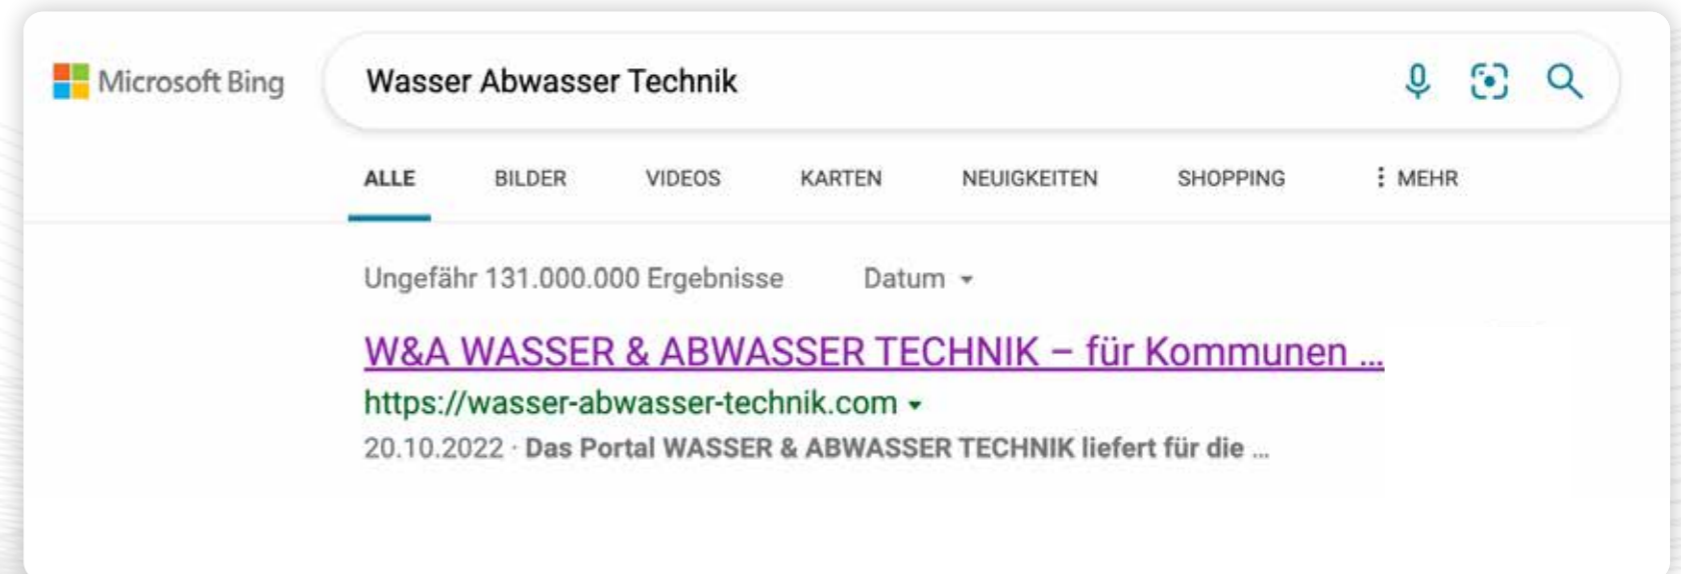 Microsoft Bing
Wasser Abwasser Technik
ALLE BILDER VIDEOS KARTEN NEUIGKEITEN SHOPPING MEHR
Ungefähr 131.000.000 Ergebnisse Datum
W&A WASSER & ABWASSER TECHNIK – für Kommunen ...
https://wasser-abwasser-technik.com
20.10.2022 · Das Portal WASSER & ABWASSER TECHNIK liefert für die ...